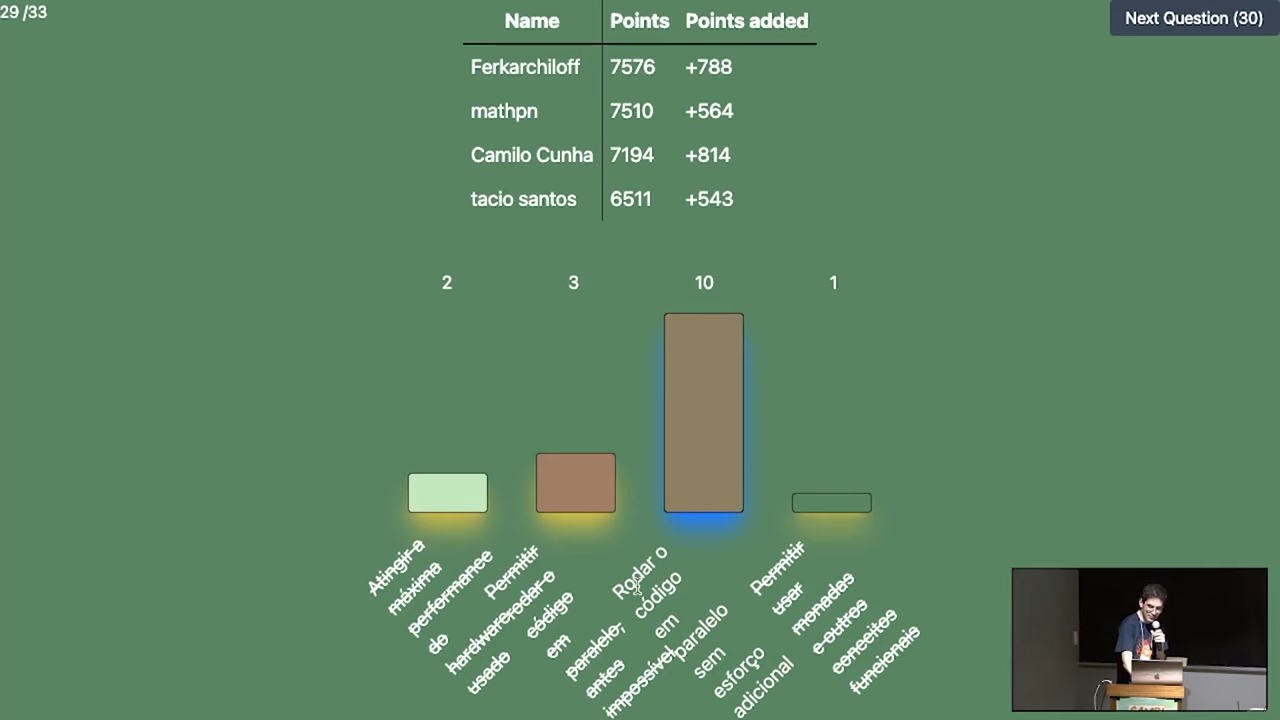 29 /33
Next Question (30)
Name Points Points added
Ferkarchiloff 7576 +788
mathpn 7510 +564
Camilo Cunha 7194 +814
tacio santos 6511 +543
2 3 10 1
Atingir a
máxima
performance
do
hardware
usado
Permitir
rodar o
código
em
paralelo,
antes
impossível
Rodar o
código
em
paralelo
sem
esforço
adicional
Permitir
usar
monadas
e outros
conceitos
funcionais